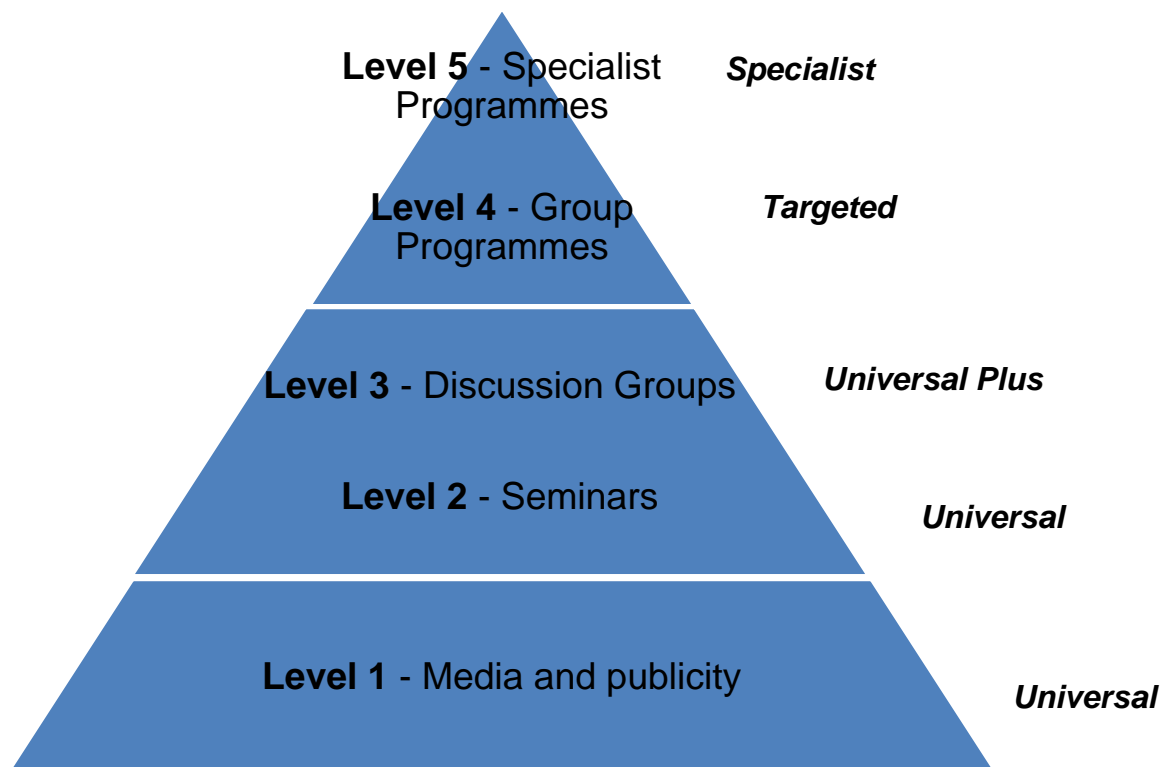 Level 5 - Specialist
Programmes
Specialist
Level 4 - Group
Programmes
Targeted
Level 3 - Discussion Groups
Universal Plus
Level 2 - Seminars
Universal
Level 1 - Media and publicity
Universal